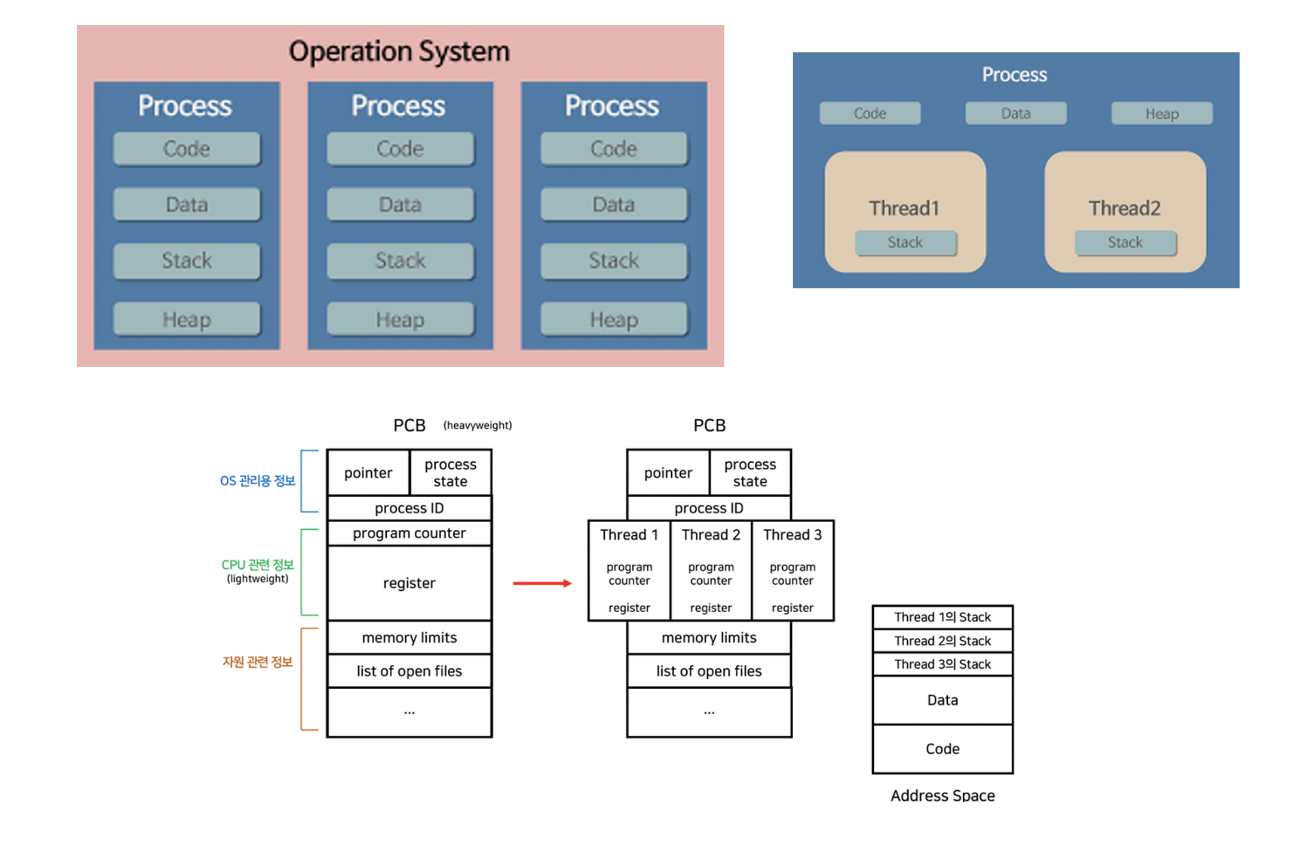 Operation System
Process
Code
Data
Stack
Heap
Process
Code
Data
Stack
Heap
Process
Code
Data
Stack
Heap
Process
Code
Data
Heap
Thread1
Stack
Thread2
Stack
PCB (heavyweight)
OS 관리용 정보
CPU 관련 정보
(lightweight)
자원 관련 정보
pointer
process
state
process ID
program counter
register
memory limits
list of open files
...
PCB
pointer
process
state
process ID
Thread 1
program
counter
register
Thread 2
program
counter
register
Thread 3
program
counter
register
memory limits
list of open files
...
Thread 1의 Stack
Thread 2의 Stack
Thread 3의 Stack
Data
Code
Address Space